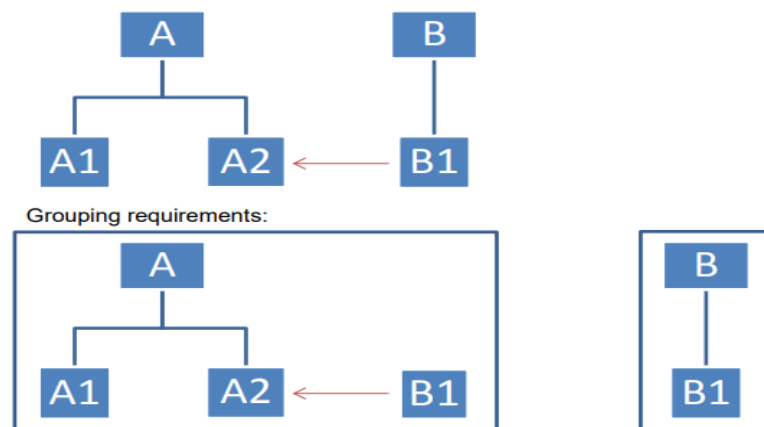 A B
A1 A2 B1
Grouping requirements:
A B
A1 A2 B1 B1